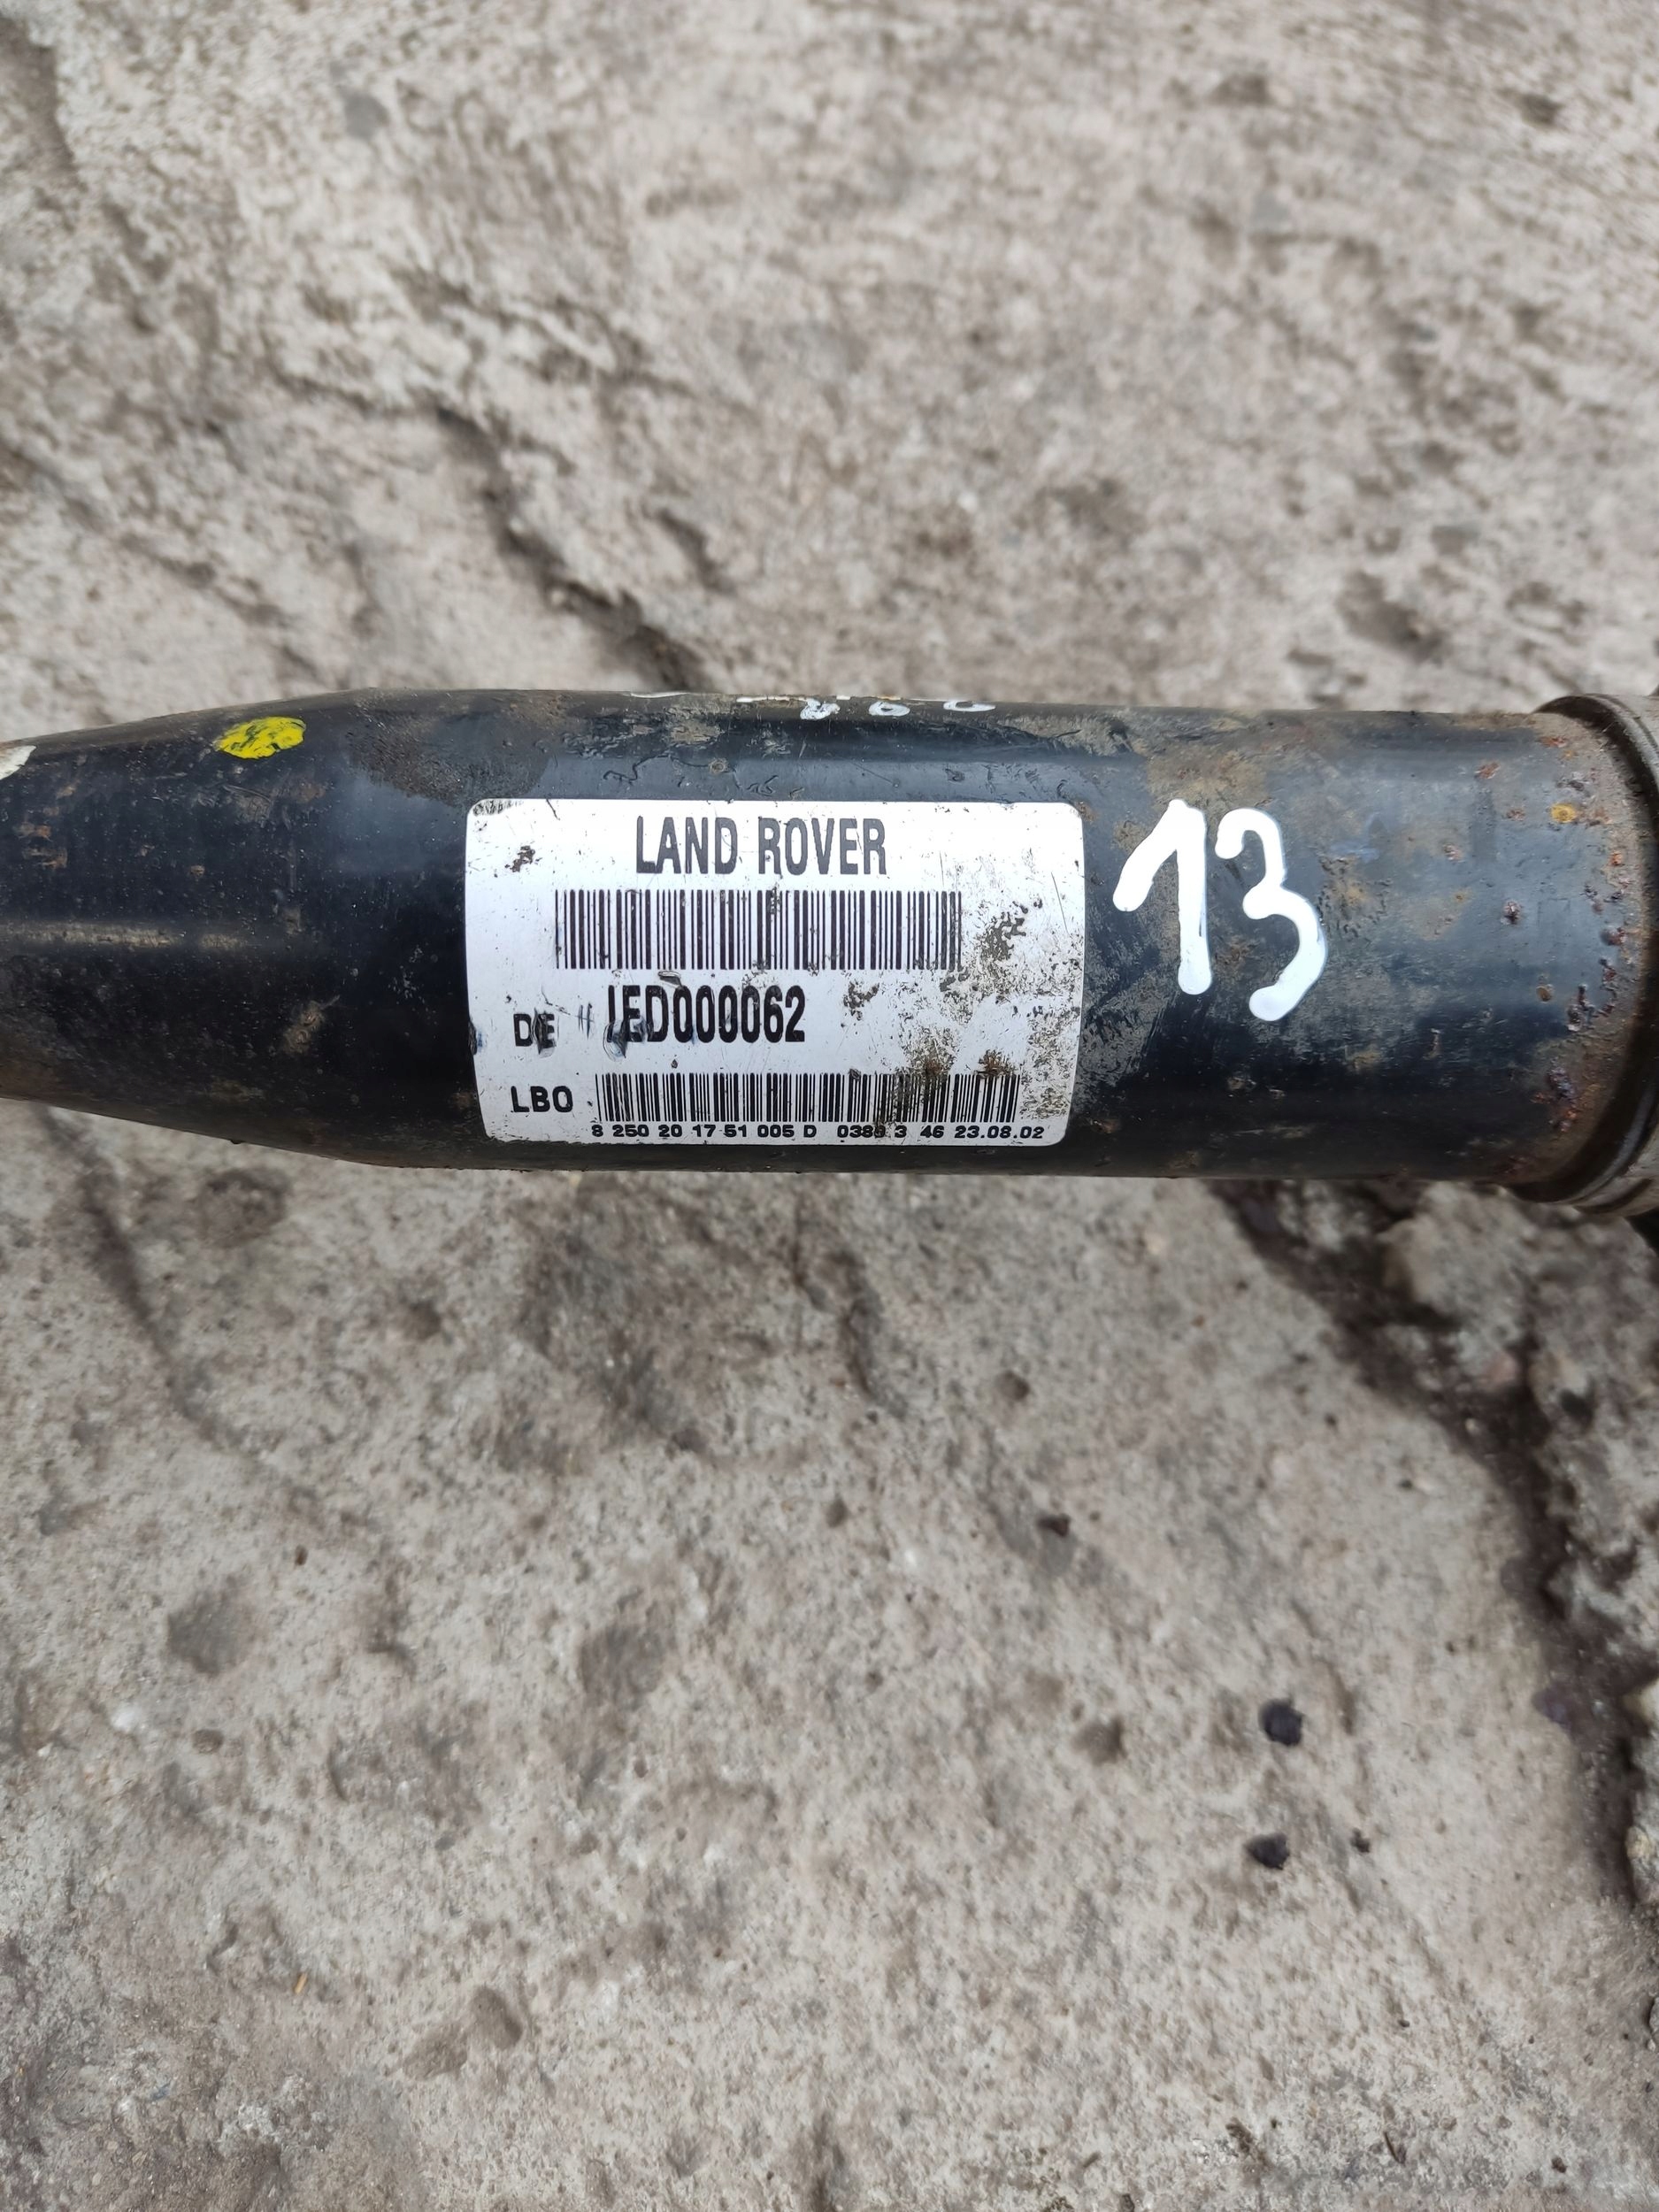 LAND ROVER
13
DE IED000062
LBO
8 250 20 17 51 005 D 0389 3 46 23.08.02